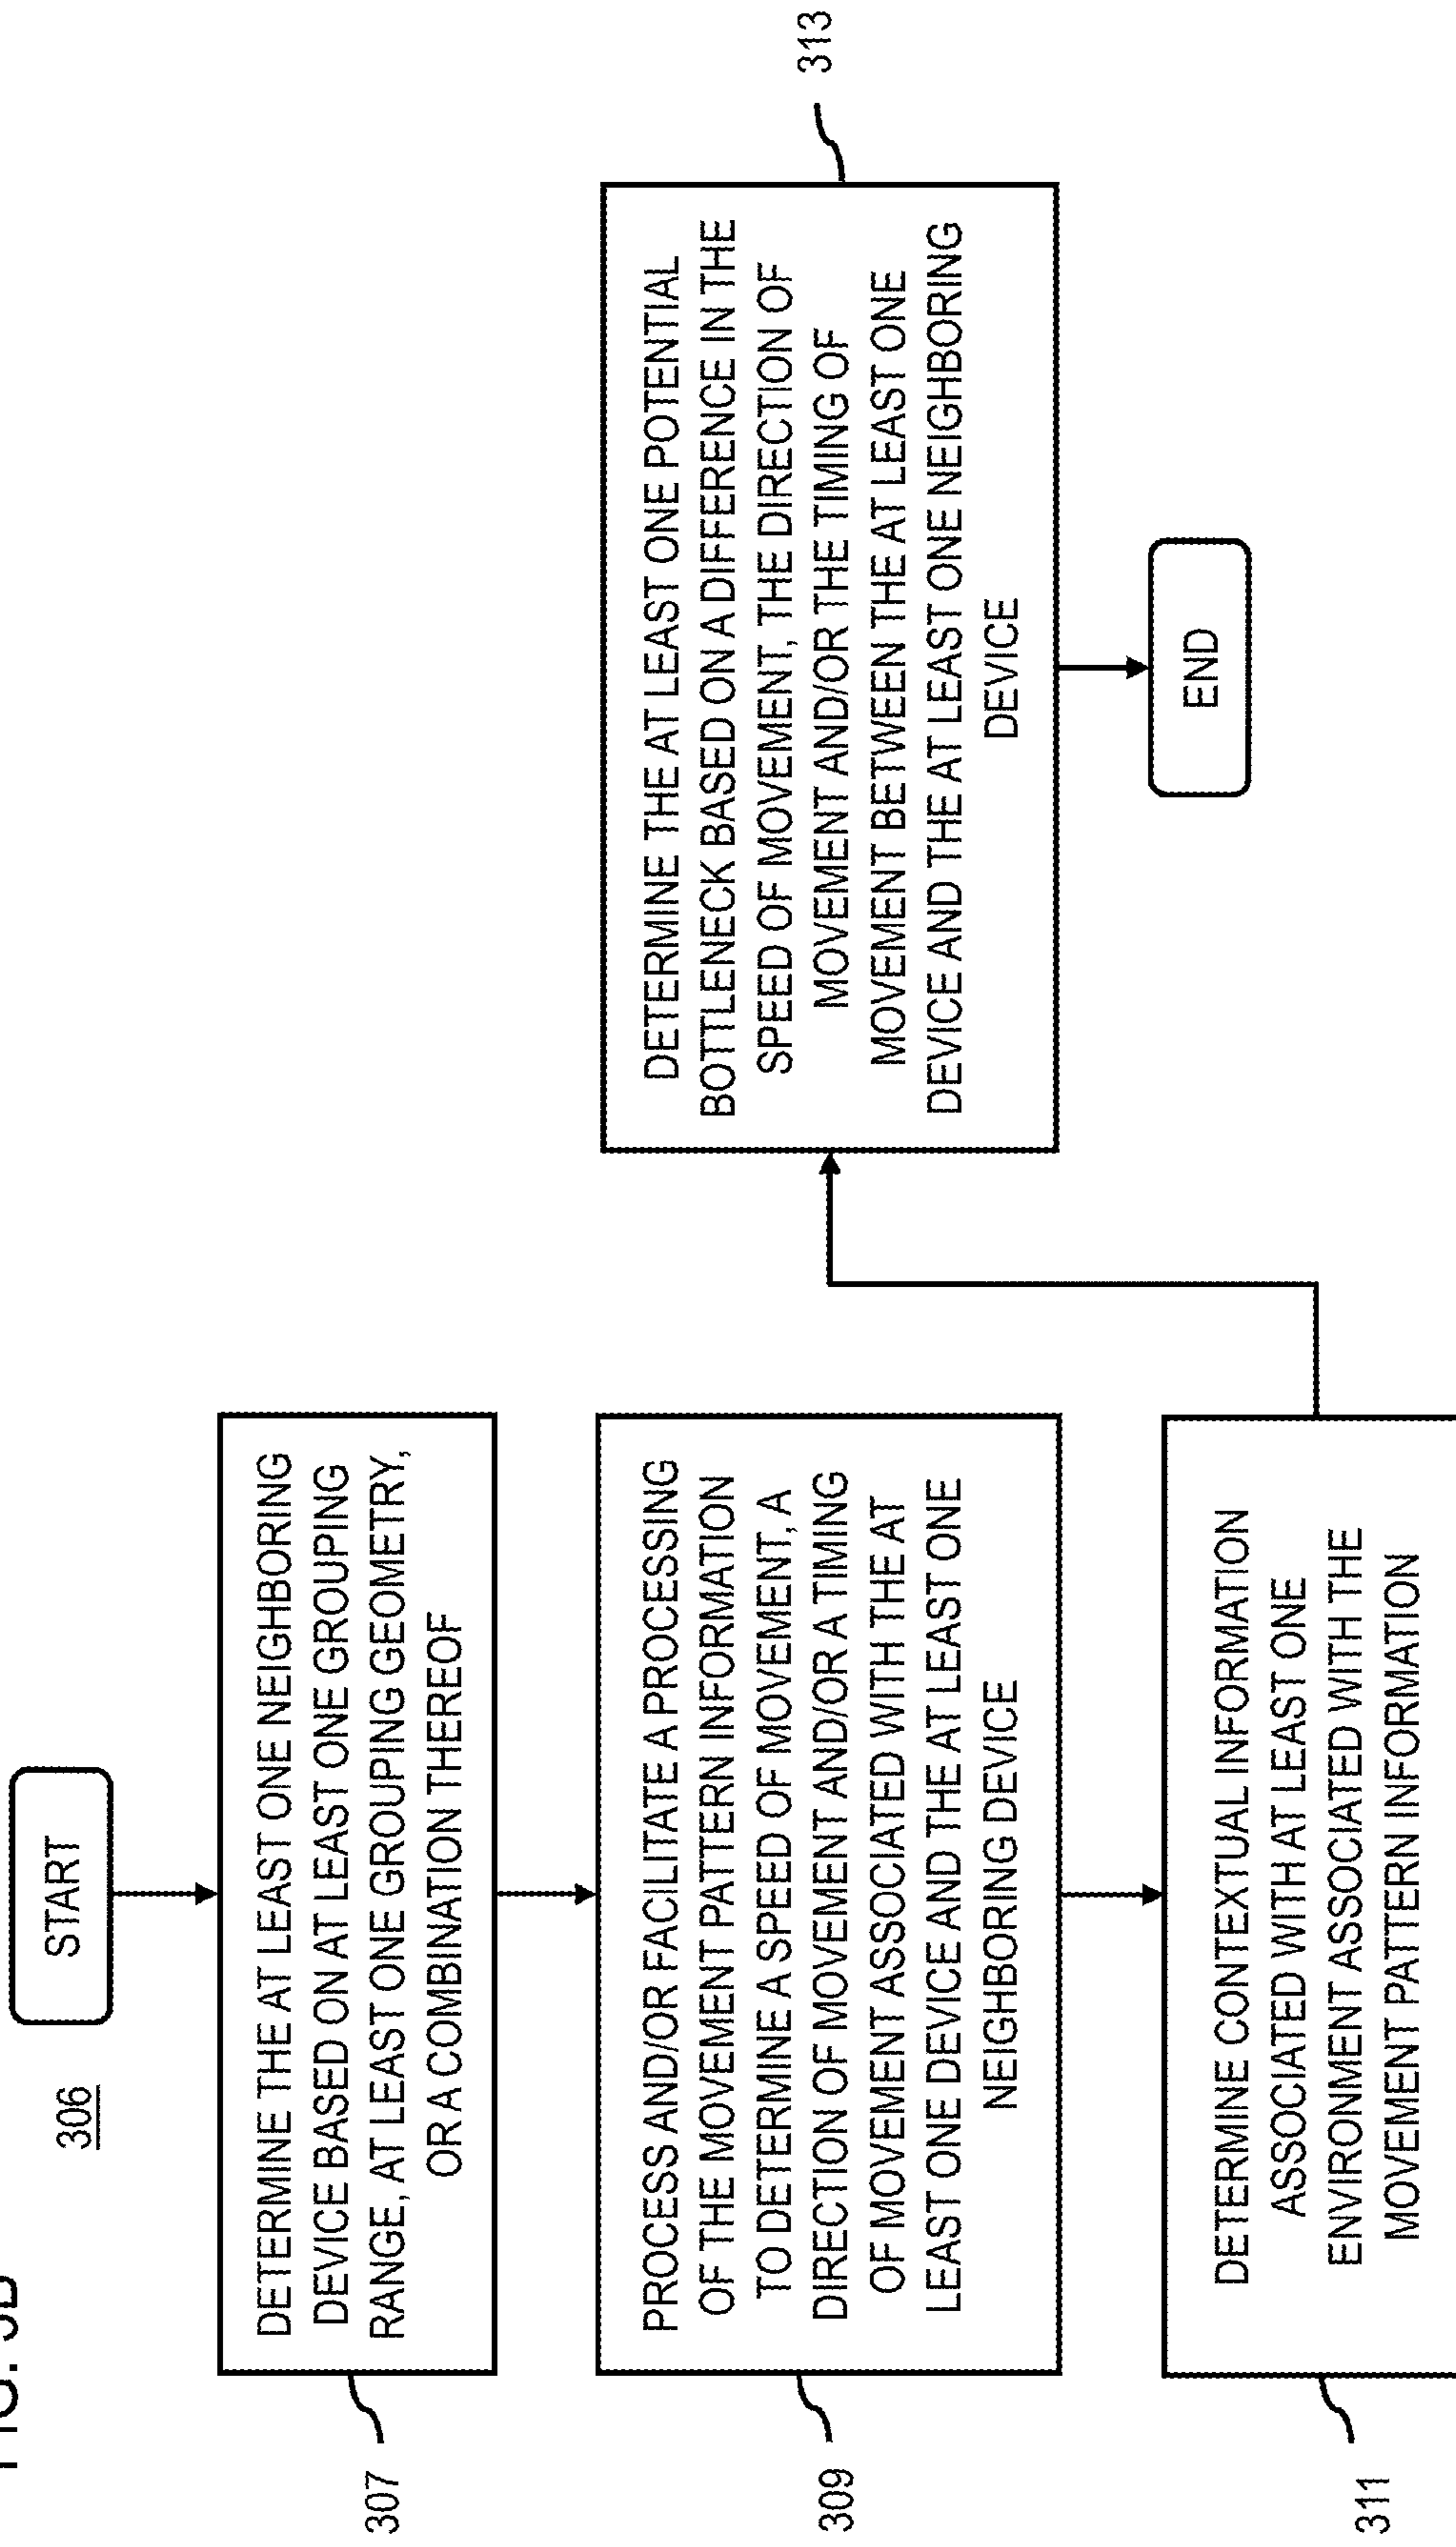 FIG. 3B
306
START
307
DETERMINE THE AT LEAST ONE NEIGHBORING
DEVICE BASED ON AT LEAST ONE GROUPING
RANGE, AT LEAST ONE GROUPING GEOMETRY,
OR A COMBINATION THEREOF
309
PROCESS AND/OR FACILITATE A PROCESSING
OF THE MOVEMENT PATTERN INFORMATION
TO DETERMINE A SPEED OF MOVEMENT, A
DIRECTION OF MOVEMENT AND/OR A TIMING
OF MOVEMENT ASSOCIATED WITH THE AT
LEAST ONE DEVICE AND THE AT LEAST ONE
NEIGHBORING DEVICE
311
DETERMINE CONTEXTUAL INFORMATION
ASSOCIATED WITH AT LEAST ONE
ENVIRONMENT ASSOCIATED WITH THE
MOVEMENT PATTERN INFORMATION
313
DETERMINE THE AT LEAST ONE POTENTIAL
BOTTLENECK BASED ON A DIFFERENCE IN THE
SPEED OF MOVEMENT, THE DIRECTION OF
MOVEMENT AND/OR THE TIMING OF
MOVEMENT BETWEEN THE AT LEAST ONE
DEVICE AND THE AT LEAST ONE NEIGHBORING
DEVICE
END